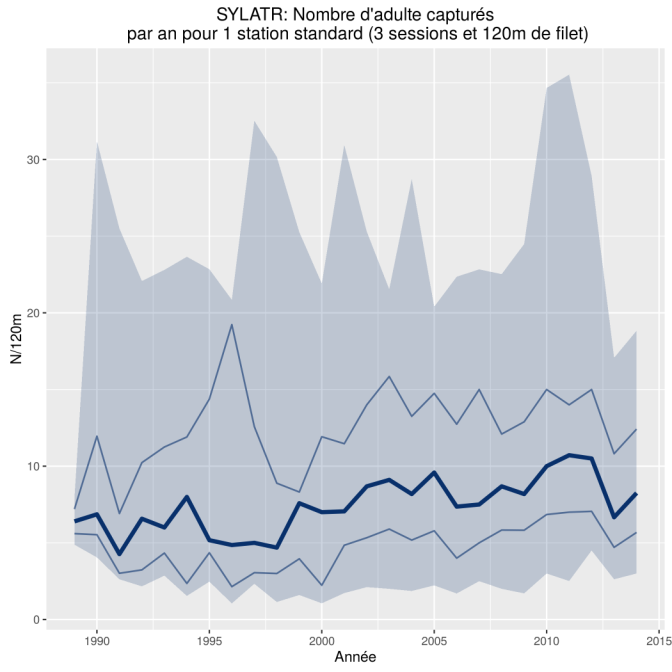 SYLATR: Nombre d'adulte capturés
par an pour 1 station standard (3 sessions et 120m de filet)
30
20
10
0
N/120m
1990 1995 2000 2005 2010 2015
Année